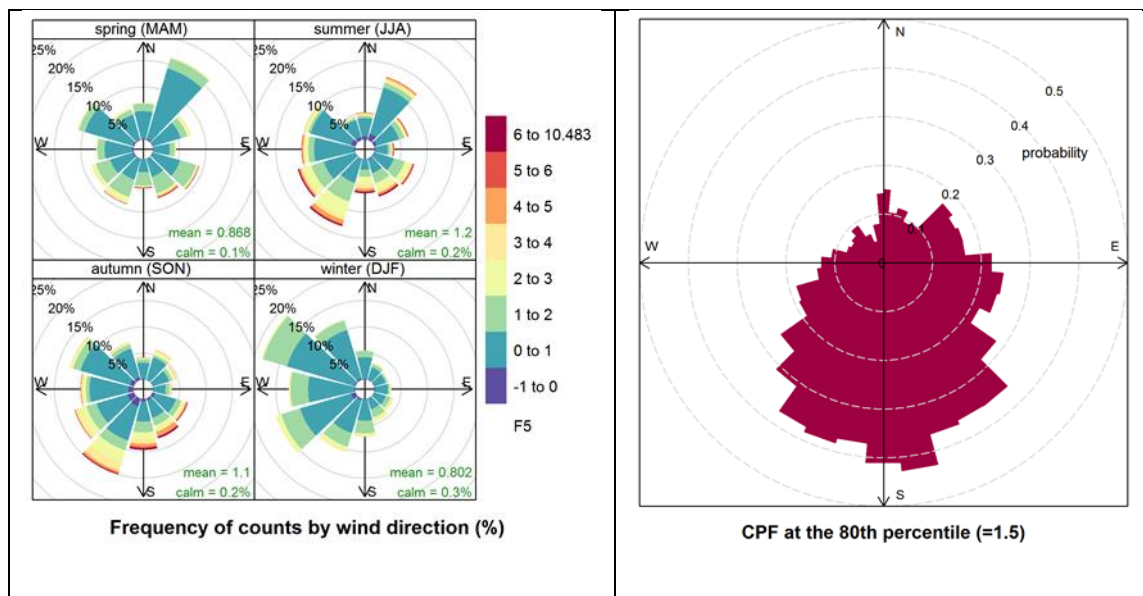 spring (MAM)
summer (JJA)
25%
20%
15%
10%
5%
N
W
E
S
mean = 0.868
calm = 0.1%
25%
20%
15%
10%
5%
N
W
E
S
mean = 1.2
calm = 0.2%
autumn (SON)
winter (DJF)
25%
20%
15%
10%
5%
N
W
E
S
mean = 1.1
calm = 0.2%
25%
20%
15%
10%
5%
N
W
E
S
mean = 0.802
calm = 0.3%
6 to 10.483
5 to 6
4 to 5
3 to 4
2 to 3
1 to 2
0 to 1
-1 to 0
F5
Frequency of counts by wind direction (%)
N
0.5
0.4
probability
0.3
0.2
0.1
0
W
E
S
CPF at the 80th percentile (=1.5)